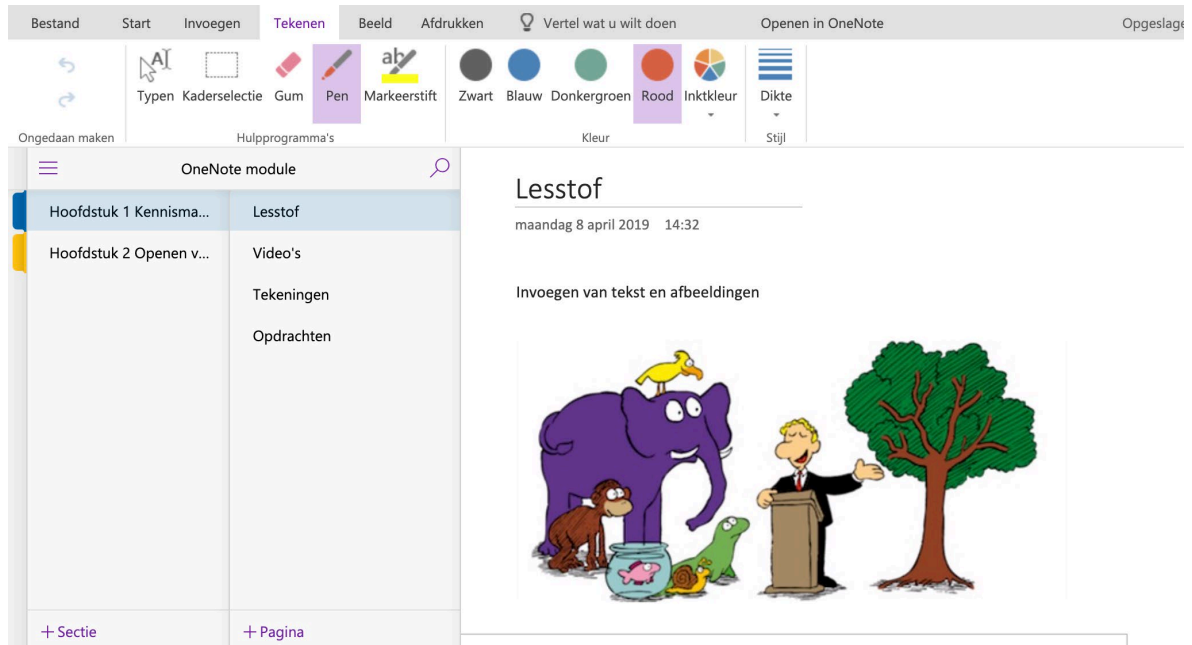 Bestand Start Invoegen Tekenen Beeld Afdrukken Vertel wat u wilt doen Openen in OneNote Opgeslage
Typen Kaderselectie Gum Pen Markeerstift Zwart Blauw Donkergroen Rood Inktkleur Dikte
Ongedaan maken Hulpprogramma's Kleur Stijl
OneNote module
Hoofdstuk 1 Kennisma... Lesstof
Hoofdstuk 2 Openen v... Video's
Tekeningen
Opdrachten
+ Sectie + Pagina
Lesstof
maandag 8 april 2019 14:32
Invoegen van tekst en afbeeldingen